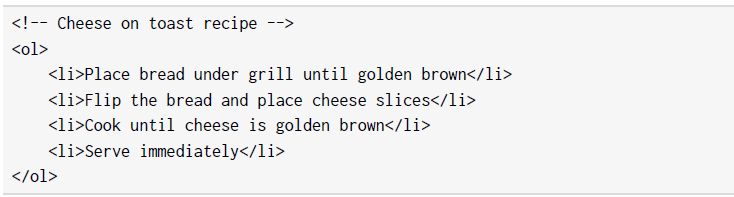 <!-- Cheese on toast recipe -->
<ol>
    <li>Place bread under grill until golden brown</li>
    <li>Flip the bread and place cheese slices</li>
    <li>Cook until cheese is golden brown</li>
    <li>Serve immediately</li>
</ol>